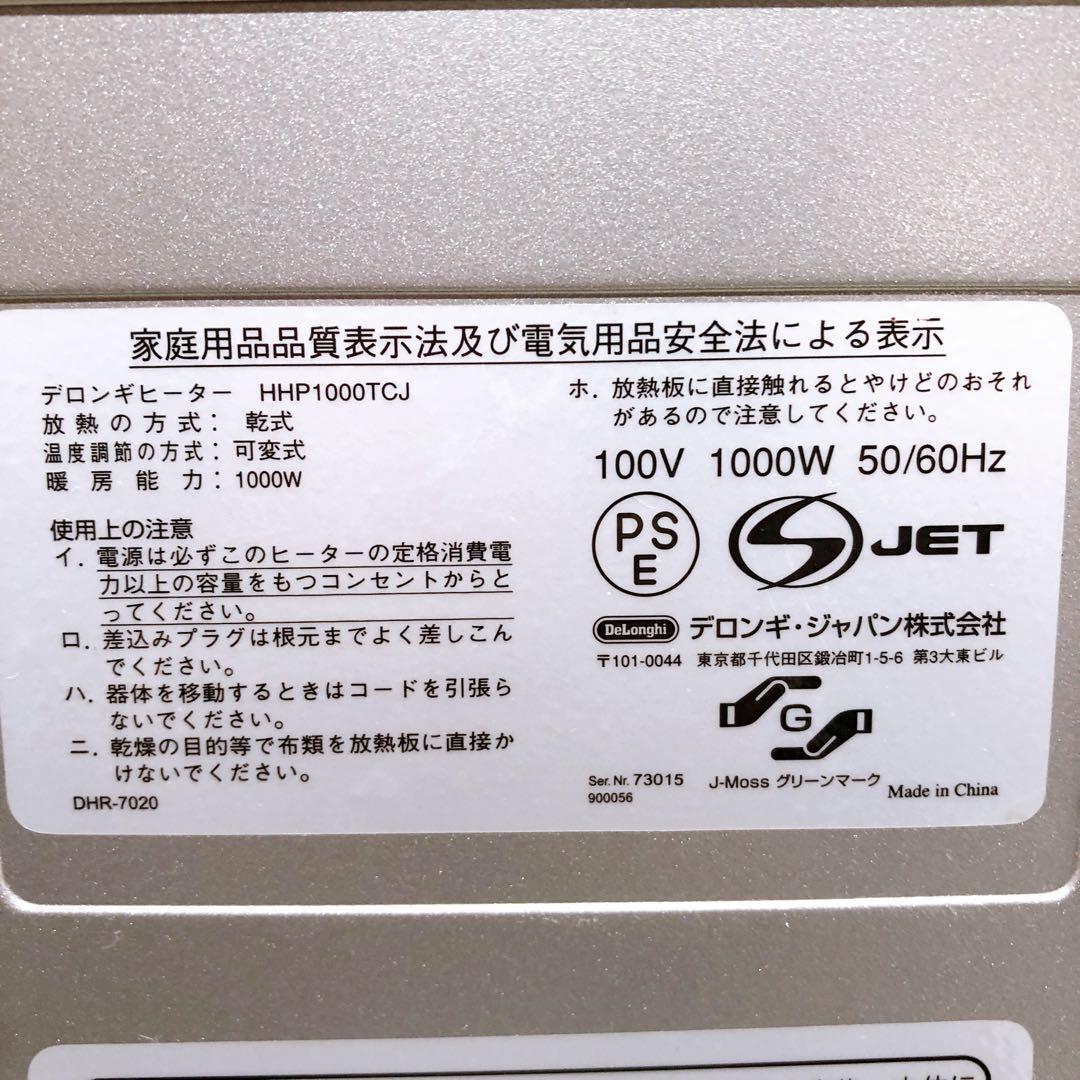 家庭用品品質表示法及び電気用品安全法による表示
デロンギヒーター HHP1000TCJ
放熱の方式：乾式
温度調節の方式：可変式
暖房能力：1000W
使用上の注意
イ．電源は必ずこのヒーターの定格消費電
力以上の容量をもつコンセントからと
ってください。
ロ．差込みプラグは根元までよく差しこん
でください。
ハ．器体を移動するときはコードを引張ら
ないでください。
ニ．乾燥の目的等で布類を放熱板に直接か
けないでください。
DHR-7020
ホ．放熱板に直接触れるとやけどのおそれ
があるので注意してください。
100V 1000W 50/60Hz
PS
E
S JET
DeLonghi デロンギ・ジャパン株式会社
〒101-0044 東京都千代田区鍛冶町1-5-6 第3大東ビル
G
Ser. Nr. 73015
900056
J-Moss グリーンマーク
Made in China